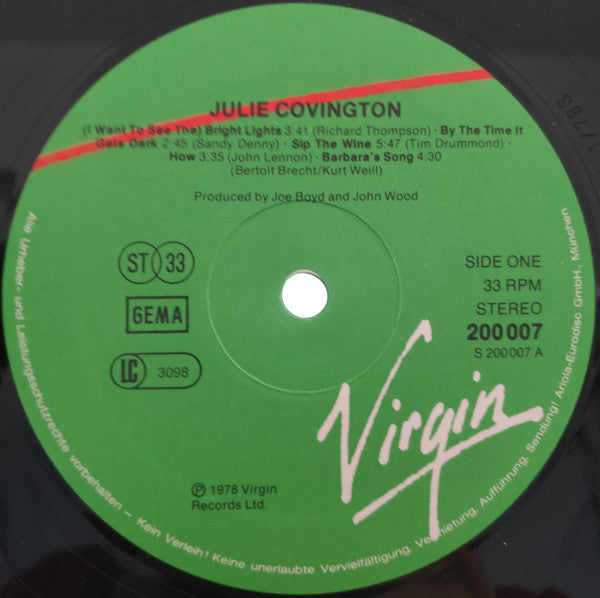 JULIE COVINGTON
(I Want To See The) Bright Lights 3:41 (Richard Thompson) · By The Time It
Gets Dark 2:45 (Sandy Denny) · Sip The Wine 5:47 (Tim Drummond) ·
How 3:35 (John Lennon) · Barbara's Song 4:30
(Bertolt Brecht/Kurt Weill)
Produced by Joe Boyd and John Wood
ST 33
GEMA
LC 3098
SIDE ONE
33 RPM
STEREO
200 007
S 200 007 A
Virgin
℗ 1978 Virgin
Records Ltd.
Alle Urheber- und Leistungsschutzrechte vorbehalten – Kein Verleih! Keine unerlaubte Vervielfältigung, Vermietung, Aufführung, Sendung! Ariola-Eurodisc GmbH, München